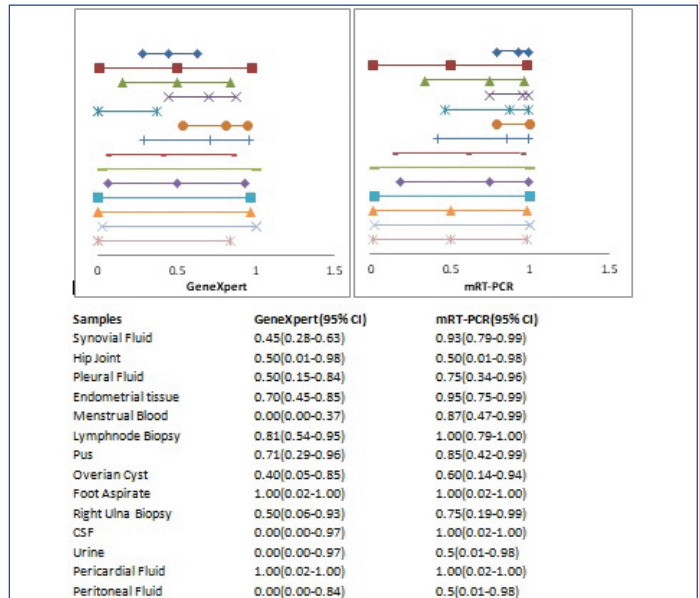 0 0.5 1 1.5 0 0.5 1 1.5
GeneXpert mRT-PCR
Samples GeneXpert(95% CI) mRT-PCR(95% CI)
Synovial Fluid 0.45(0.28-0.63) 0.93(0.79-0.99)
Hip Joint 0.50(0.01-0.98) 0.50(0.01-0.98)
Pleural Fluid 0.50(0.15-0.84) 0.75(0.34-0.96)
Endometrial tissue 0.70(0.45-0.85) 0.95(0.75-0.99)
Menstrual Blood 0.00(0.00-0.37) 0.87(0.47-0.99)
Lymphnode Biopsy 0.81(0.54-0.95) 1.00(0.79-1.00)
Pus 0.71(0.29-0.96) 0.85(0.42-0.99)
Overian Cyst 0.40(0.05-0.85) 0.60(0.14-0.94)
Foot Aspirate 1.00(0.02-1.00) 1.00(0.02-1.00)
Right Ulna Biopsy 0.50(0.06-0.93) 0.75(0.19-0.99)
CSF 0.00(0.00-0.97) 1.00(0.02-1.00)
Urine 0.00(0.00-0.97) 0.5(0.01-0.98)
Pericardial Fluid 1.00(0.02-1.00) 1.00(0.02-1.00)
Peritoneal Fluid 0.00(0.00-0.84) 0.5(0.01-0.98)